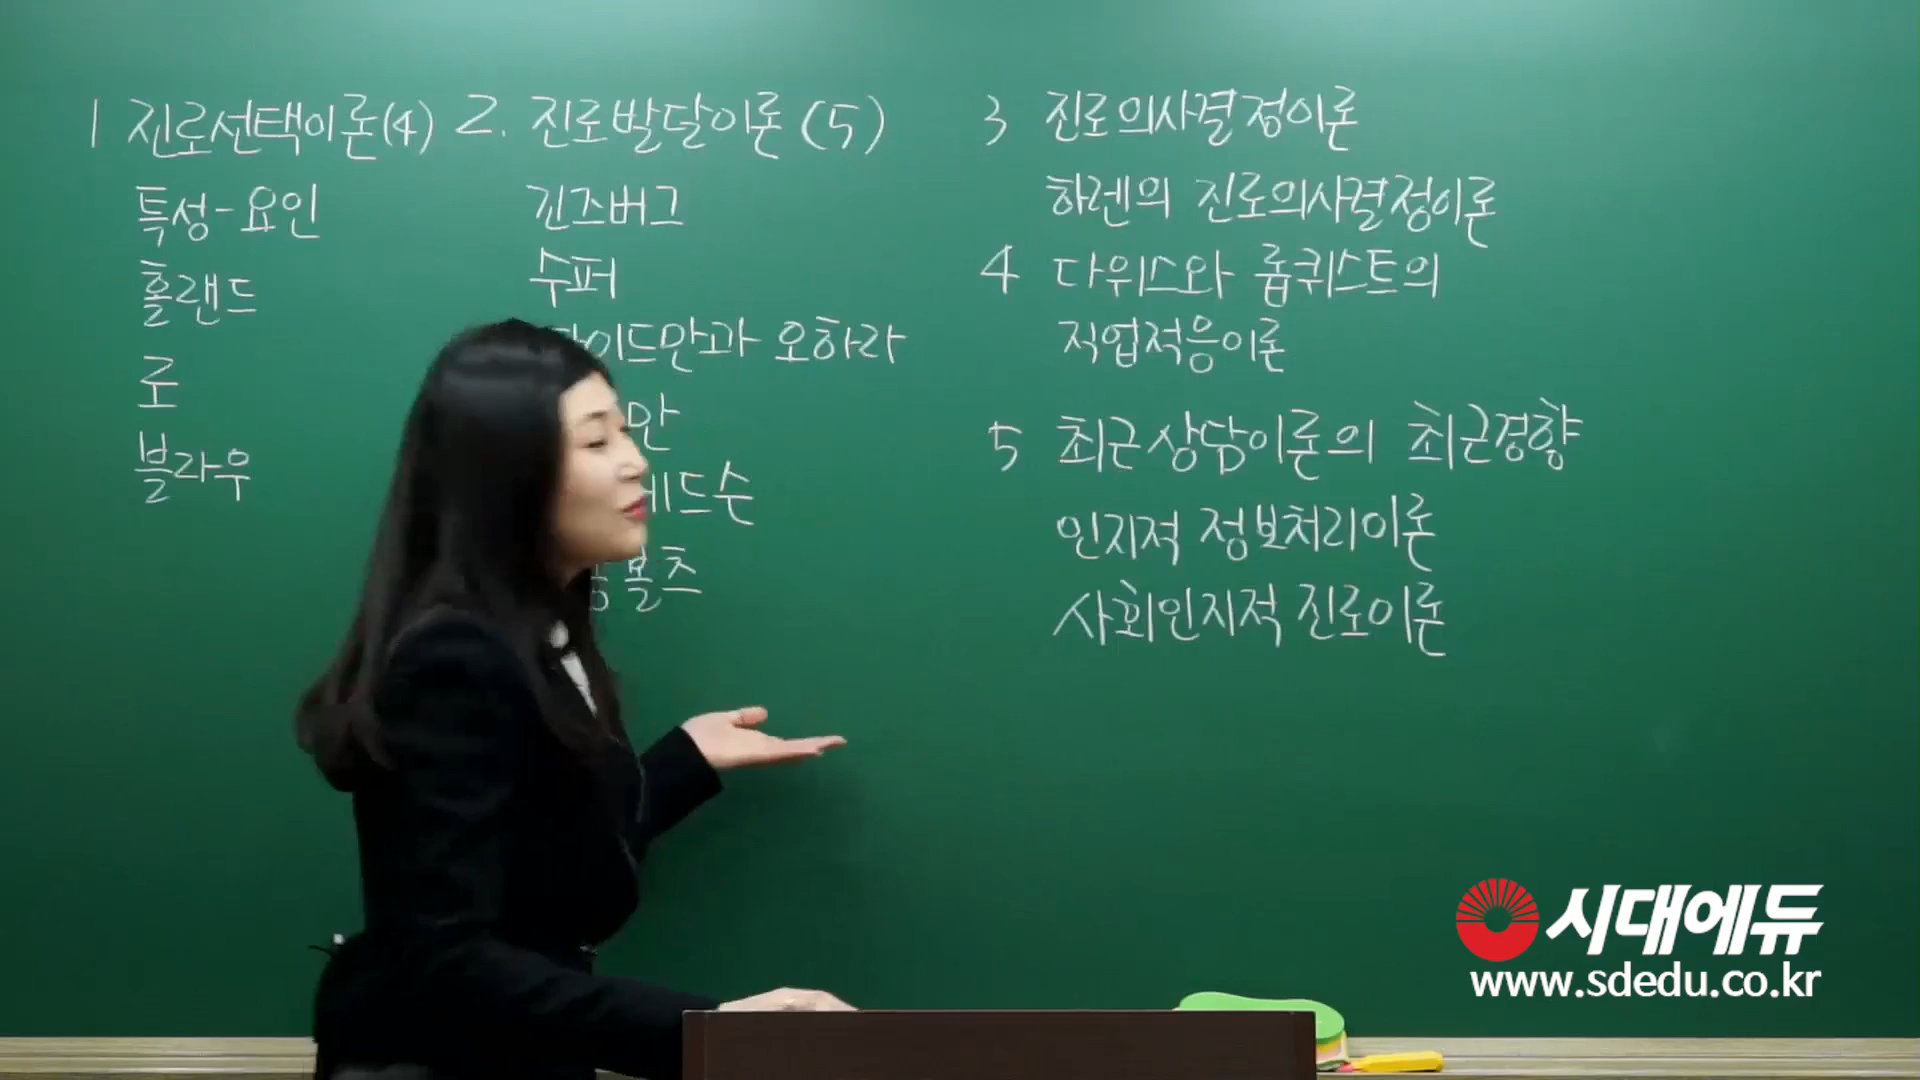 1 진로선택이론(4)
특성-요인
홀랜드
로
블라우
2. 진로발달이론 (5)
긴즈버그
수퍼
오하라
3 진로의사결정이론
하렌의 진로의사결정이론
4 다위스와 롭퀴스트의
직업적응이론
5 최근상담이론의 최근경향
인지적 정보처리이론
사회인지적 진로이론
시대에듀
www.sdedu.co.kr